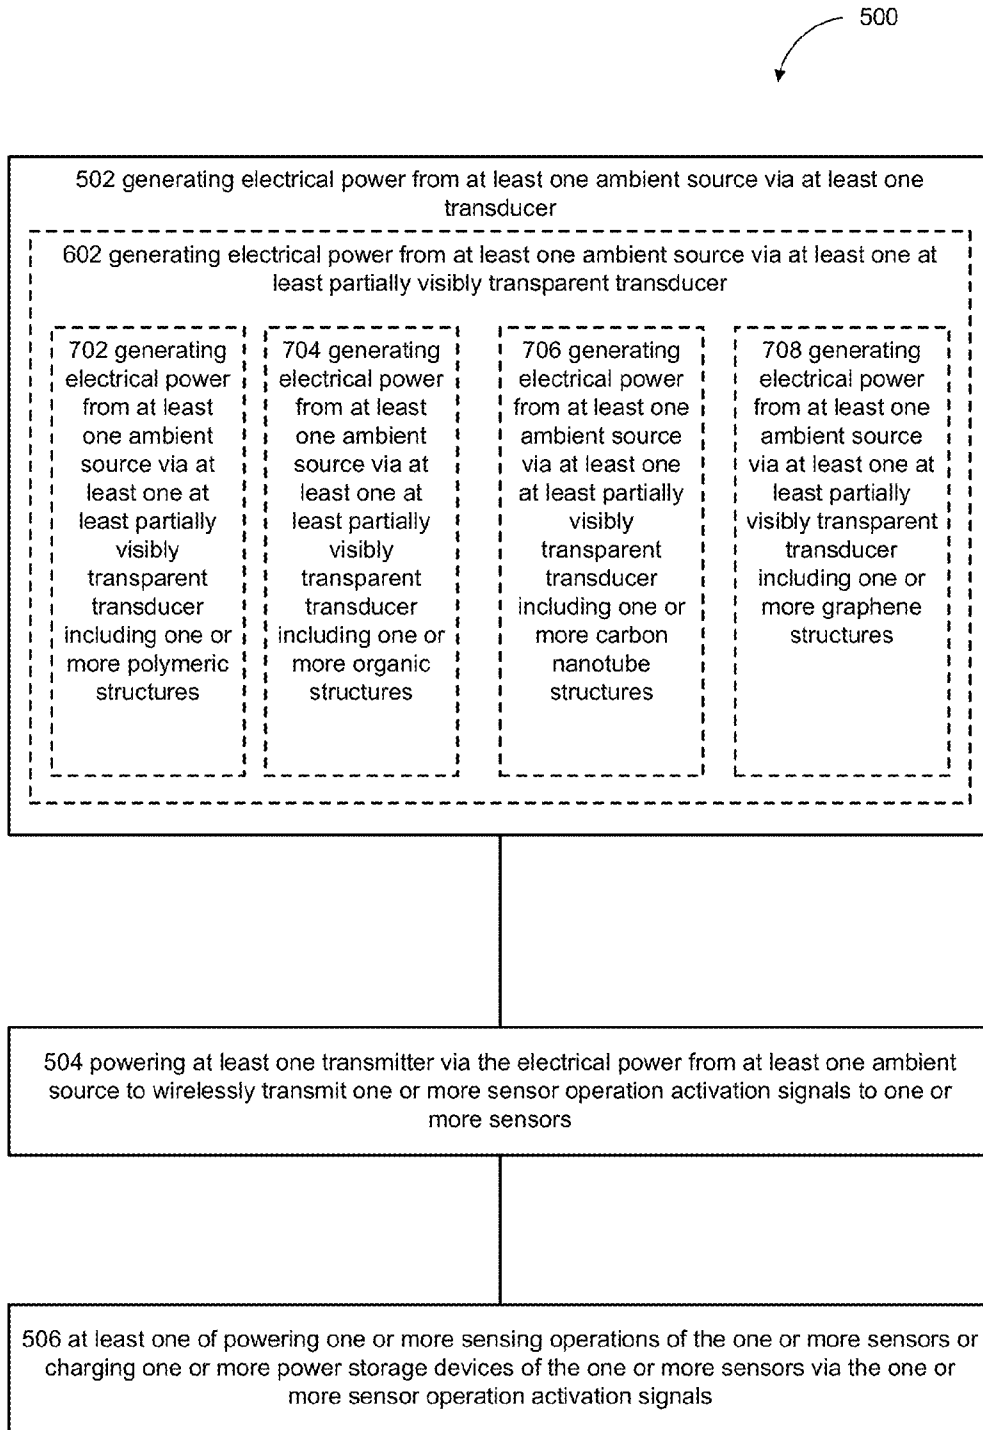 500
502 generating electrical power from at least one ambient source via at least one
transducer
602 generating electrical power from at least one ambient source via at least one at
least partially visibly transparent transducer
702 generating
electrical power
from at least
one ambient
source via at
least one at
least partially
visibly
transparent
transducer
including one or
more polymeric
structures
704 generating
electrical power
from at least
one ambient
source via at
least one at
least partially
visibly
transparent
transducer
including one or
more organic
structures
706 generating
electrical power
from at least one
ambient source
via at least one
at least partially
visibly
transparent
transducer
including one or
more carbon
nanotube
structures
708 generating
electrical power
from at least one
ambient source
via at least one at
least partially
visibly transparent
transducer
including one or
more graphene
structures
504 powering at least one transmitter via the electrical power from at least one ambient
source to wirelessly transmit one or more sensor operation activation signals to one or
more sensors
506 at least one of powering one or more sensing operations of the one or more sensors or
charging one or more power storage devices of the one or more sensors via the one or
more sensor operation activation signals